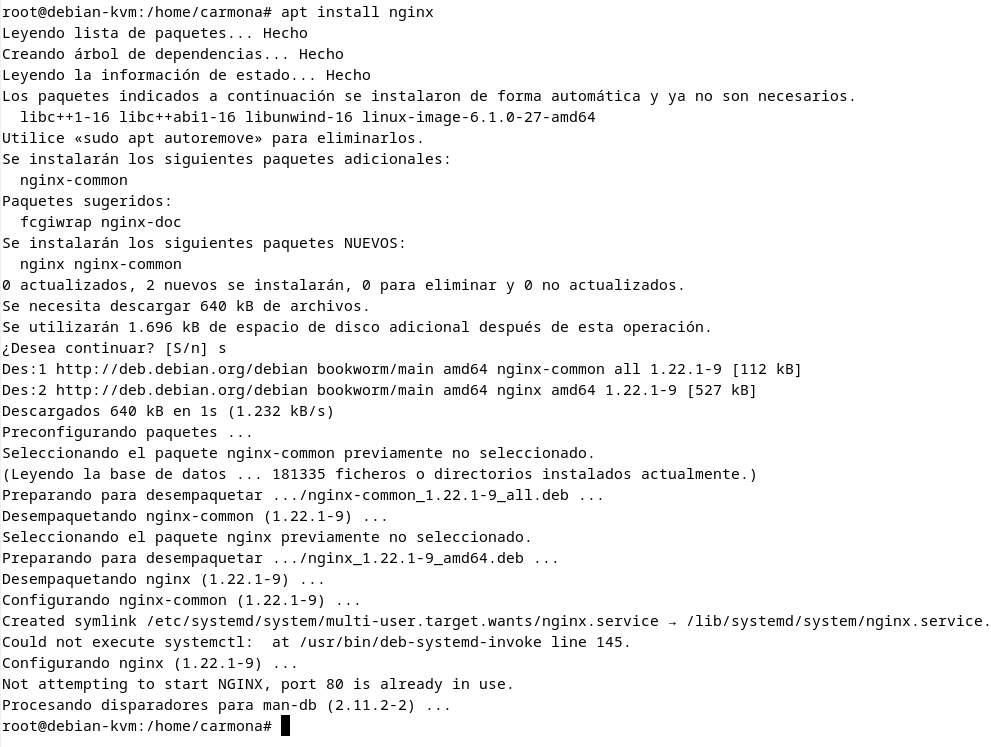 root@debian-kvm:/home/carmona# apt install nginx
Leyendo lista de paquetes... Hecho
Creando árbol de dependencias... Hecho
Leyendo la información de estado... Hecho
Los paquetes indicados a continuación se instalaron de forma automática y ya no son necesarios.
  libc++1-16 libc++abi1-16 libunwind-16 linux-image-6.1.0-27-amd64
Utilice «sudo apt autoremove» para eliminarlos.
Se instalarán los siguientes paquetes adicionales:
  nginx-common
Paquetes sugeridos:
  fcgiwrap nginx-doc
Se instalarán los siguientes paquetes NUEVOS:
  nginx nginx-common
0 actualizados, 2 nuevos se instalarán, 0 para eliminar y 0 no actualizados.
Se necesita descargar 640 kB de archivos.
Se utilizarán 1.696 kB de espacio de disco adicional después de esta operación.
¿Desea continuar? [S/n] s
Des:1 http://deb.debian.org/debian bookworm/main amd64 nginx-common all 1.22.1-9 [112 kB]
Des:2 http://deb.debian.org/debian bookworm/main amd64 nginx amd64 1.22.1-9 [527 kB]
Descargados 640 kB en 1s (1.232 kB/s)
Preconfigurando paquetes ...
Seleccionando el paquete nginx-common previamente no seleccionado.
(Leyendo la base de datos ... 181335 ficheros o directorios instalados actualmente.)
Preparando para desempaquetar .../nginx-common_1.22.1-9_all.deb ...
Desempaquetando nginx-common (1.22.1-9) ...
Seleccionando el paquete nginx previamente no seleccionado.
Preparando para desempaquetar .../nginx_1.22.1-9_amd64.deb ...
Desempaquetando nginx (1.22.1-9) ...
Configurando nginx-common (1.22.1-9) ...
Created symlink /etc/systemd/system/multi-user.target.wants/nginx.service → /lib/systemd/system/nginx.service.
Could not execute systemctl:  at /usr/bin/deb-systemd-invoke line 145.
Configurando nginx (1.22.1-9) ...
Not attempting to start NGINX, port 80 is already in use.
Procesando disparadores para man-db (2.11.2-2) ...
root@debian-kvm:/home/carmona#